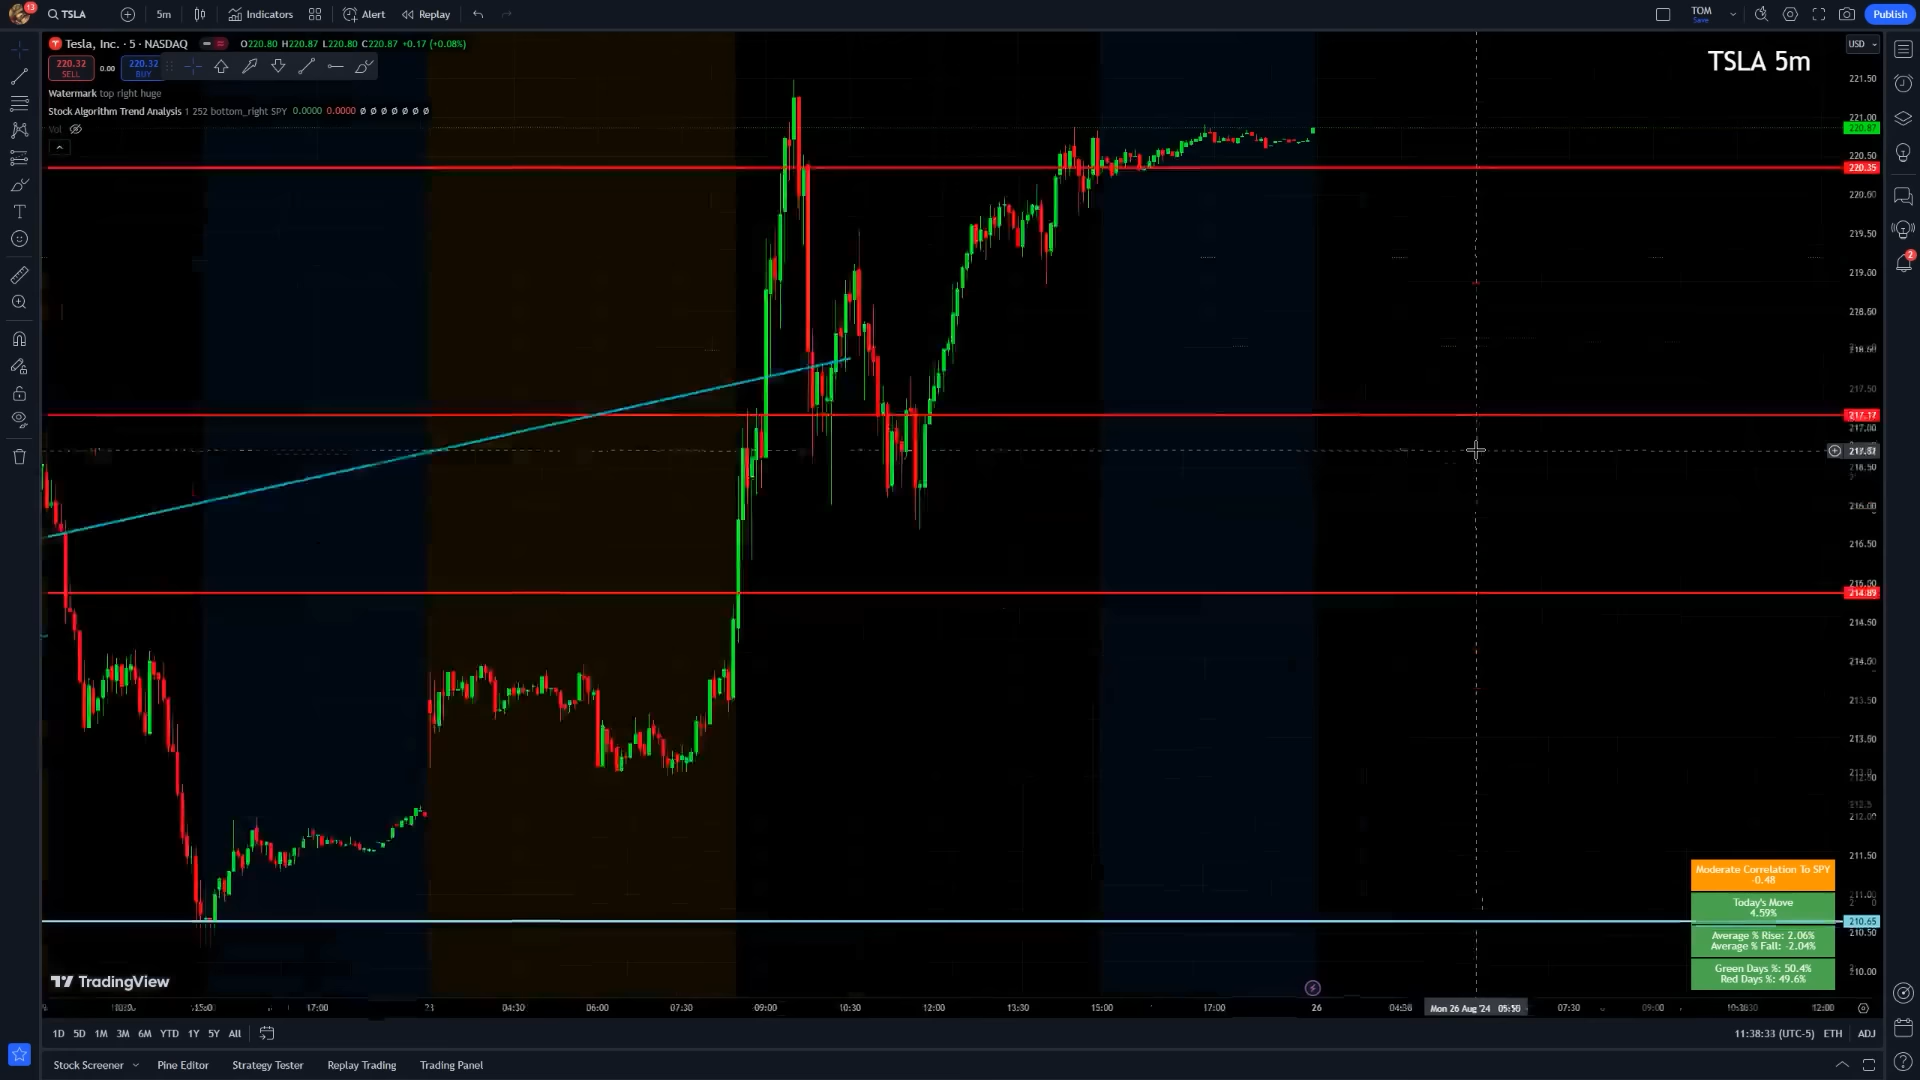 13
TSLA
5m
Indicators
Alert
Replay
TOM
Save
Publish
Tesla, Inc. · 5 · NASDAQ
O220.80 H220.87 L220.80 C220.87 +0.17 (+0.08%)
USD
TSLA 5m
220.32
SELL
0.00
220.32
BUY
Watermark top right huge
Stock Algorithm Trend Analysis 1 252 bottom_right SPY 0.0000 0.0000 ∅ ∅ ∅ ∅ ∅ ∅ ∅
Vol
221.50
221.00
220.87
220.50
220.35
219.50
219.00
2
217.50
217.17
217.00
215.00
214.89
214.50
214.00
213.50
212.00
211.50
211.00
210.65
210.50
210.00
Moderate Correlation To SPY
-0.48
Today's Move
4.59%
Average % Rise: 2.06%
Average % Fall: -2.04%
Green Days %: 50.4%
Red Days %: 49.6%
TradingView
17:00
23
04:30
06:00
07:30
09:00
10:30
12:00
13:30
15:00
17:00
26
Mon 26 Aug '24
07:30
09:00
12:00
1D 5D 1M 3M 6M YTD 1Y 5Y All
11:38:33 (UTC-5) ETH ADJ
Stock Screener
Pine Editor
Strategy Tester
Replay Trading
Trading Panel